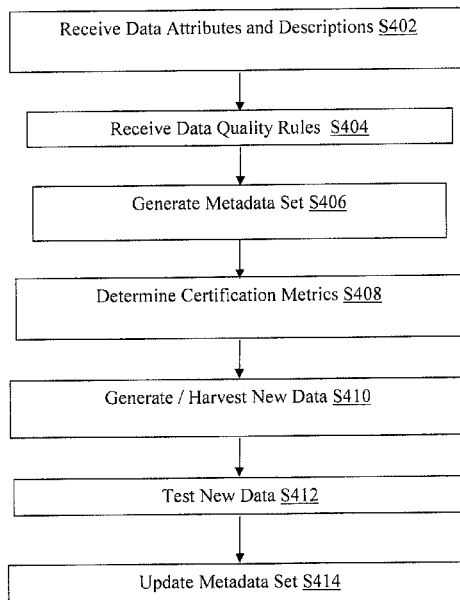 Receive Data Attributes and Descriptions S402
Receive Data Quality Rules S404
Generate Metadata Set S406
Determine Certification Metrics S408
Generate / Harvest New Data S410
Test New Data S412
Update Metadata Set S414